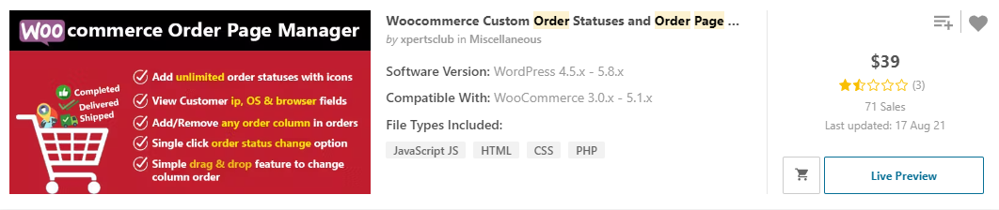 Woo commerce Order Page Manager
Completed
Delivered
Shipped
Add unlimited order statuses with icons
View Customer ip, OS & browser fields
Add/Remove any order column in orders
Single click order status change option
Simple drag & drop feature to change
column order
Woocommerce Custom Order Statuses and Order Page ...
by xpertsclub in Miscellaneous
Software Version: WordPress 4.5.x - 5.8.x
Compatible With: WooCommerce 3.0.x - 5.1.x
File Types Included:
JavaScript JS HTML CSS PHP
$39
(3)
71 Sales
Last updated: 17 Aug 21
Live Preview